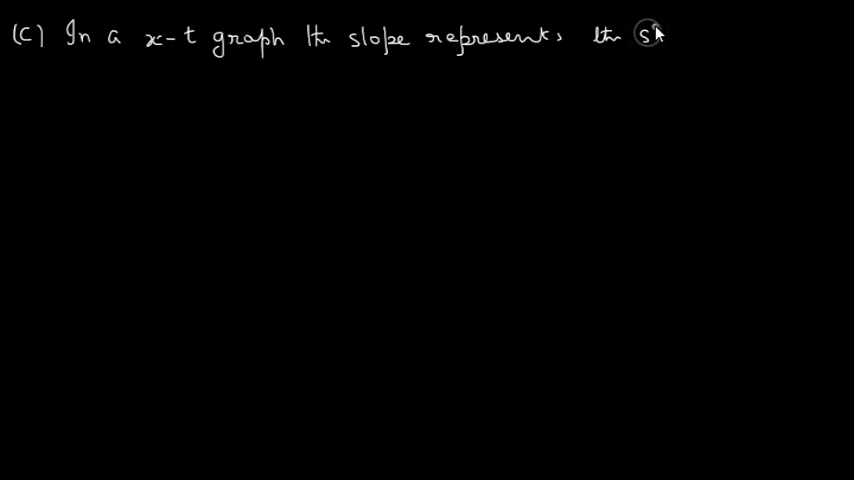 (C) In a x-t graph the slope represents the